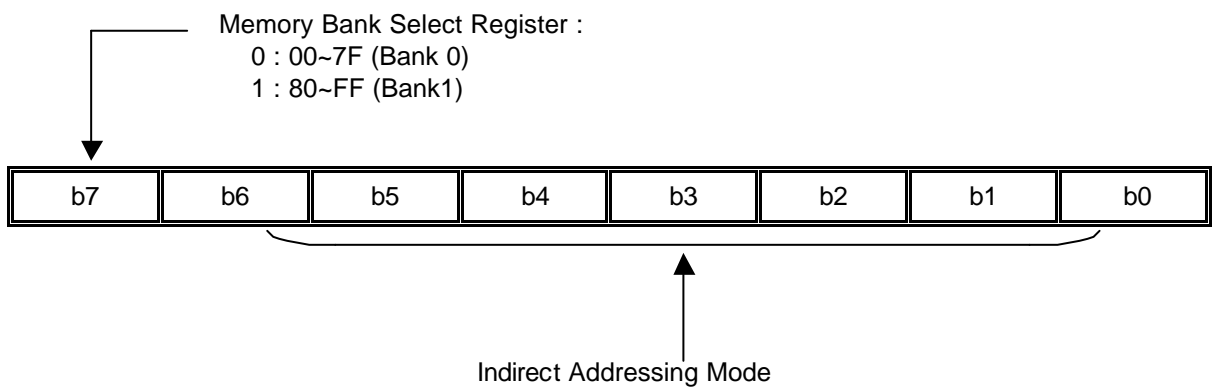 Memory Bank Select Register :
0 : 00~7F (Bank 0)
1 : 80~FF (Bank1)
b7 b6 b5 b4 b3 b2 b1 b0
Indirect Addressing Mode